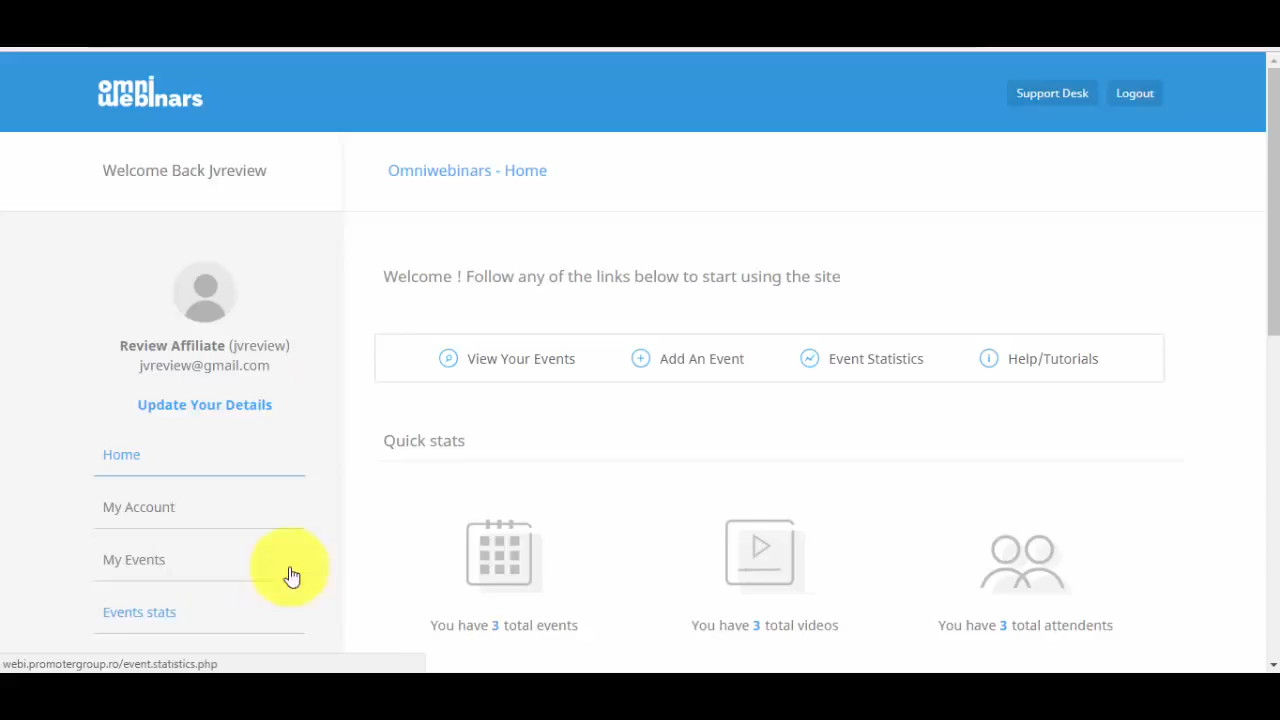 omni
webinars
Support Desk
Logout
Welcome Back Jvreview
Omniwebinars - Home
Welcome ! Follow any of the links below to start using the site
Review Affiliate (jvreview)
jvreview@gmail.com
Update Your Details
View Your Events
Add An Event
Event Statistics
Help/Tutorials
Home
My Account
My Events
Events stats
Quick stats
You have 3 total events
You have 3 total videos
You have 3 total attendents
webi.promotergroup.ro/event.statistics.php